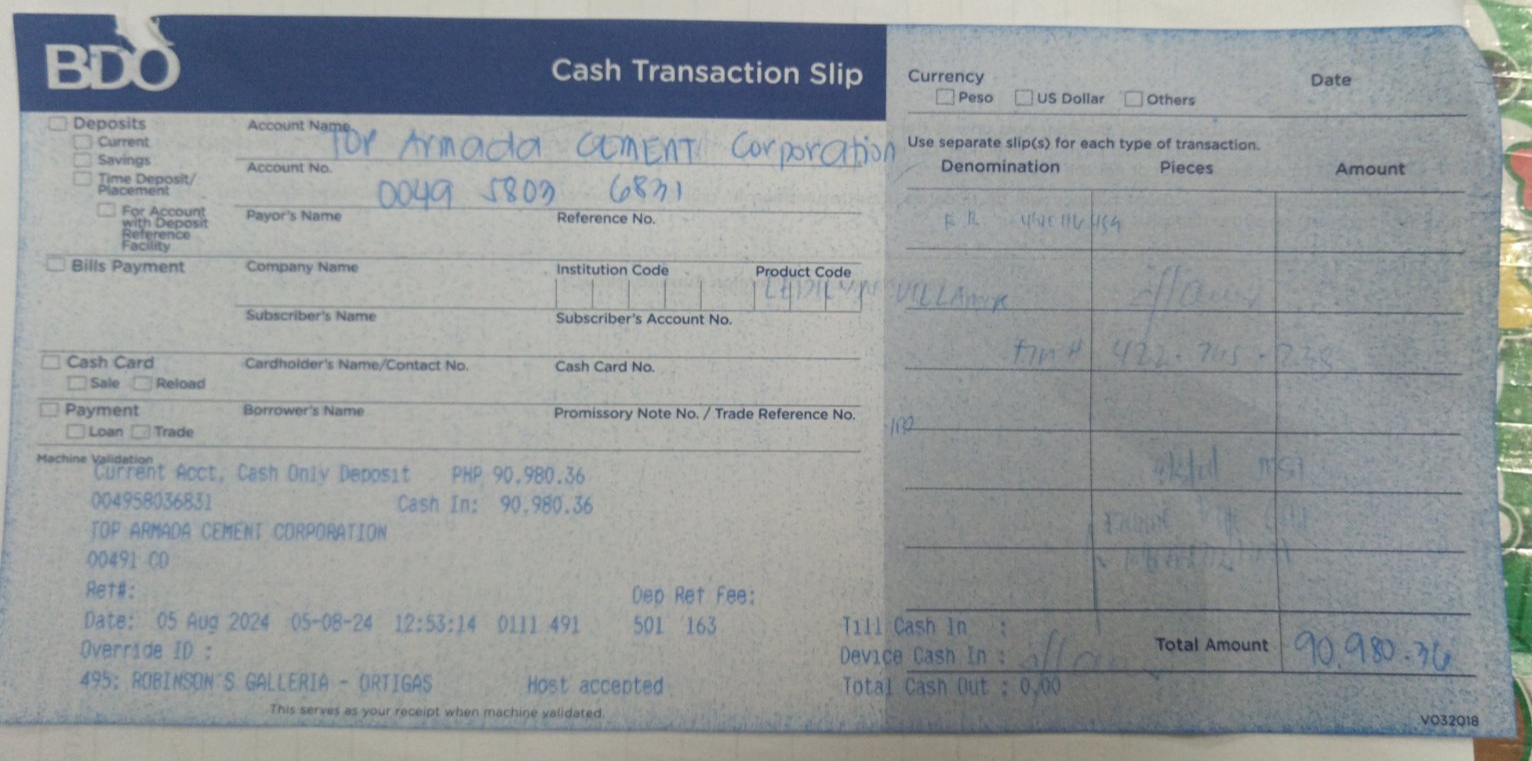 BDO
Cash Transaction Slip
Currency
Peso US Dollar Others
Date
Deposits
Current
Savings
Time Deposit/
Placement
For Account
with Deposit
Reference
Facility
Account Name
TOP Armada CEMENT Corporation
Account No.
0049 5803 6831
Payor's Name Reference No.
Use separate slip(s) for each type of transaction.
Denomination Pieces Amount
Bills Payment
Company Name Institution Code Product Code
Subscriber's Name Subscriber's Account No.
tin #
Cash Card
Sale Reload
Cardholder's Name/Contact No. Cash Card No.
Payment
Loan Trade
Borrower's Name Promissory Note No. / Trade Reference No.
Machine Validation
Current Acct. Cash Only Deposit PHP 90,980.36
004958036831 Cash In: 90,980.36
TOP ARMADA CEMENT CORPORATION
00491 CO
Ref#: Dep Ref Fee:
Date: 05 Aug 2024 05-08-24 12:53:14 0111 491 501 163 Till Cash In :
Override ID : Device Cash In :
495: ROBINSON'S GALLERIA - ORTIGAS Host accepted Total Cash Out : 0.00
Total Amount 90,980.36
This serves as your receipt when machine validated.
V032018